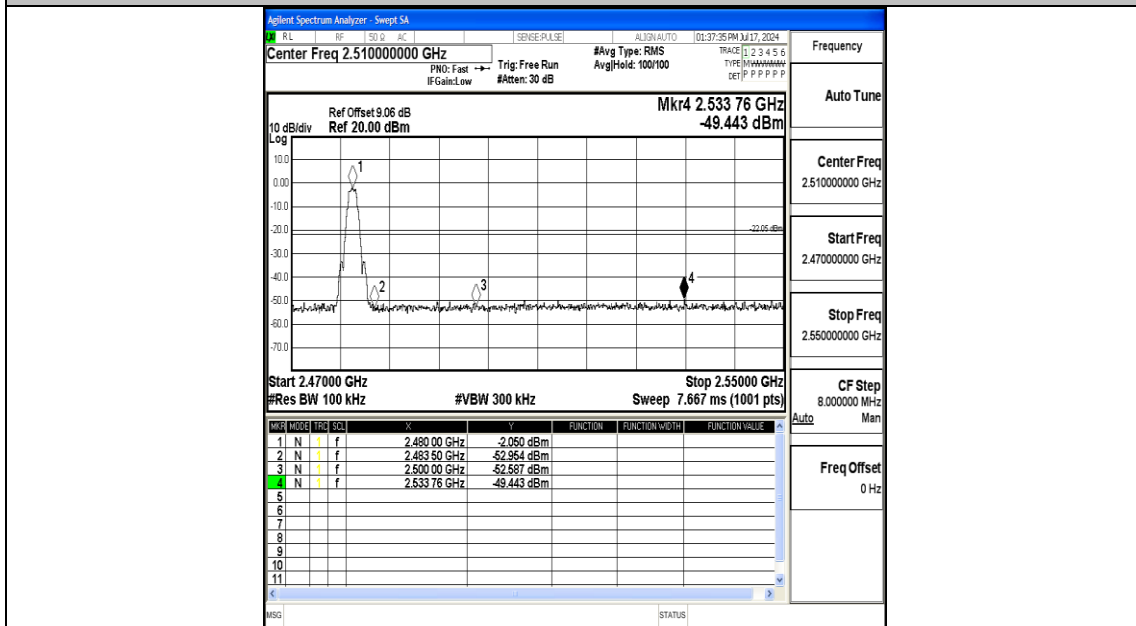 Agilent Spectrum Analyzer - Swept SA
RL RF 50 Ω AC SENSE:PULSE ALIGN AUTO 01:37:35 PM Jul 17, 2024
Center Freq 2.510000000 GHz
PNO: Fast
IFGain:Low
Trig: Free Run
#Atten: 30 dB
#Avg Type: RMS
Avg|Hold: 100/100
TRACE 1 2 3 4 5 6
TYPE
DET P P P P P P
Mkr4 2.533 76 GHz
-49.443 dBm
Ref Offset 9.06 dB
10 dB/div Ref 20.00 dBm
Log
10.0
0.00
-10.0
-20.0
-30.0
-40.0
-50.0
-60.0
-70.0
1
2
3
4
-22.05 dBm
Start 2.47000 GHz Stop 2.55000 GHz
#Res BW 100 kHz #VBW 300 kHz Sweep 7.667 ms (1001 pts)
MKR MODE TRC SCL X Y FUNCTION FUNCTION WIDTH FUNCTION VALUE
1 N 1 f 2.480 00 GHz -2.050 dBm
2 N 1 f 2.483 50 GHz -52.954 dBm
3 N 1 f 2.500 00 GHz -52.587 dBm
4 N 1 f 2.533 76 GHz -49.443 dBm
5
6
7
8
9
10
11
MSG STATUS
Frequency
Auto Tune
Center Freq
2.510000000 GHz
Start Freq
2.470000000 GHz
Stop Freq
2.550000000 GHz
CF Step
8.000000 MHz
Auto Man
Freq Offset
0 Hz